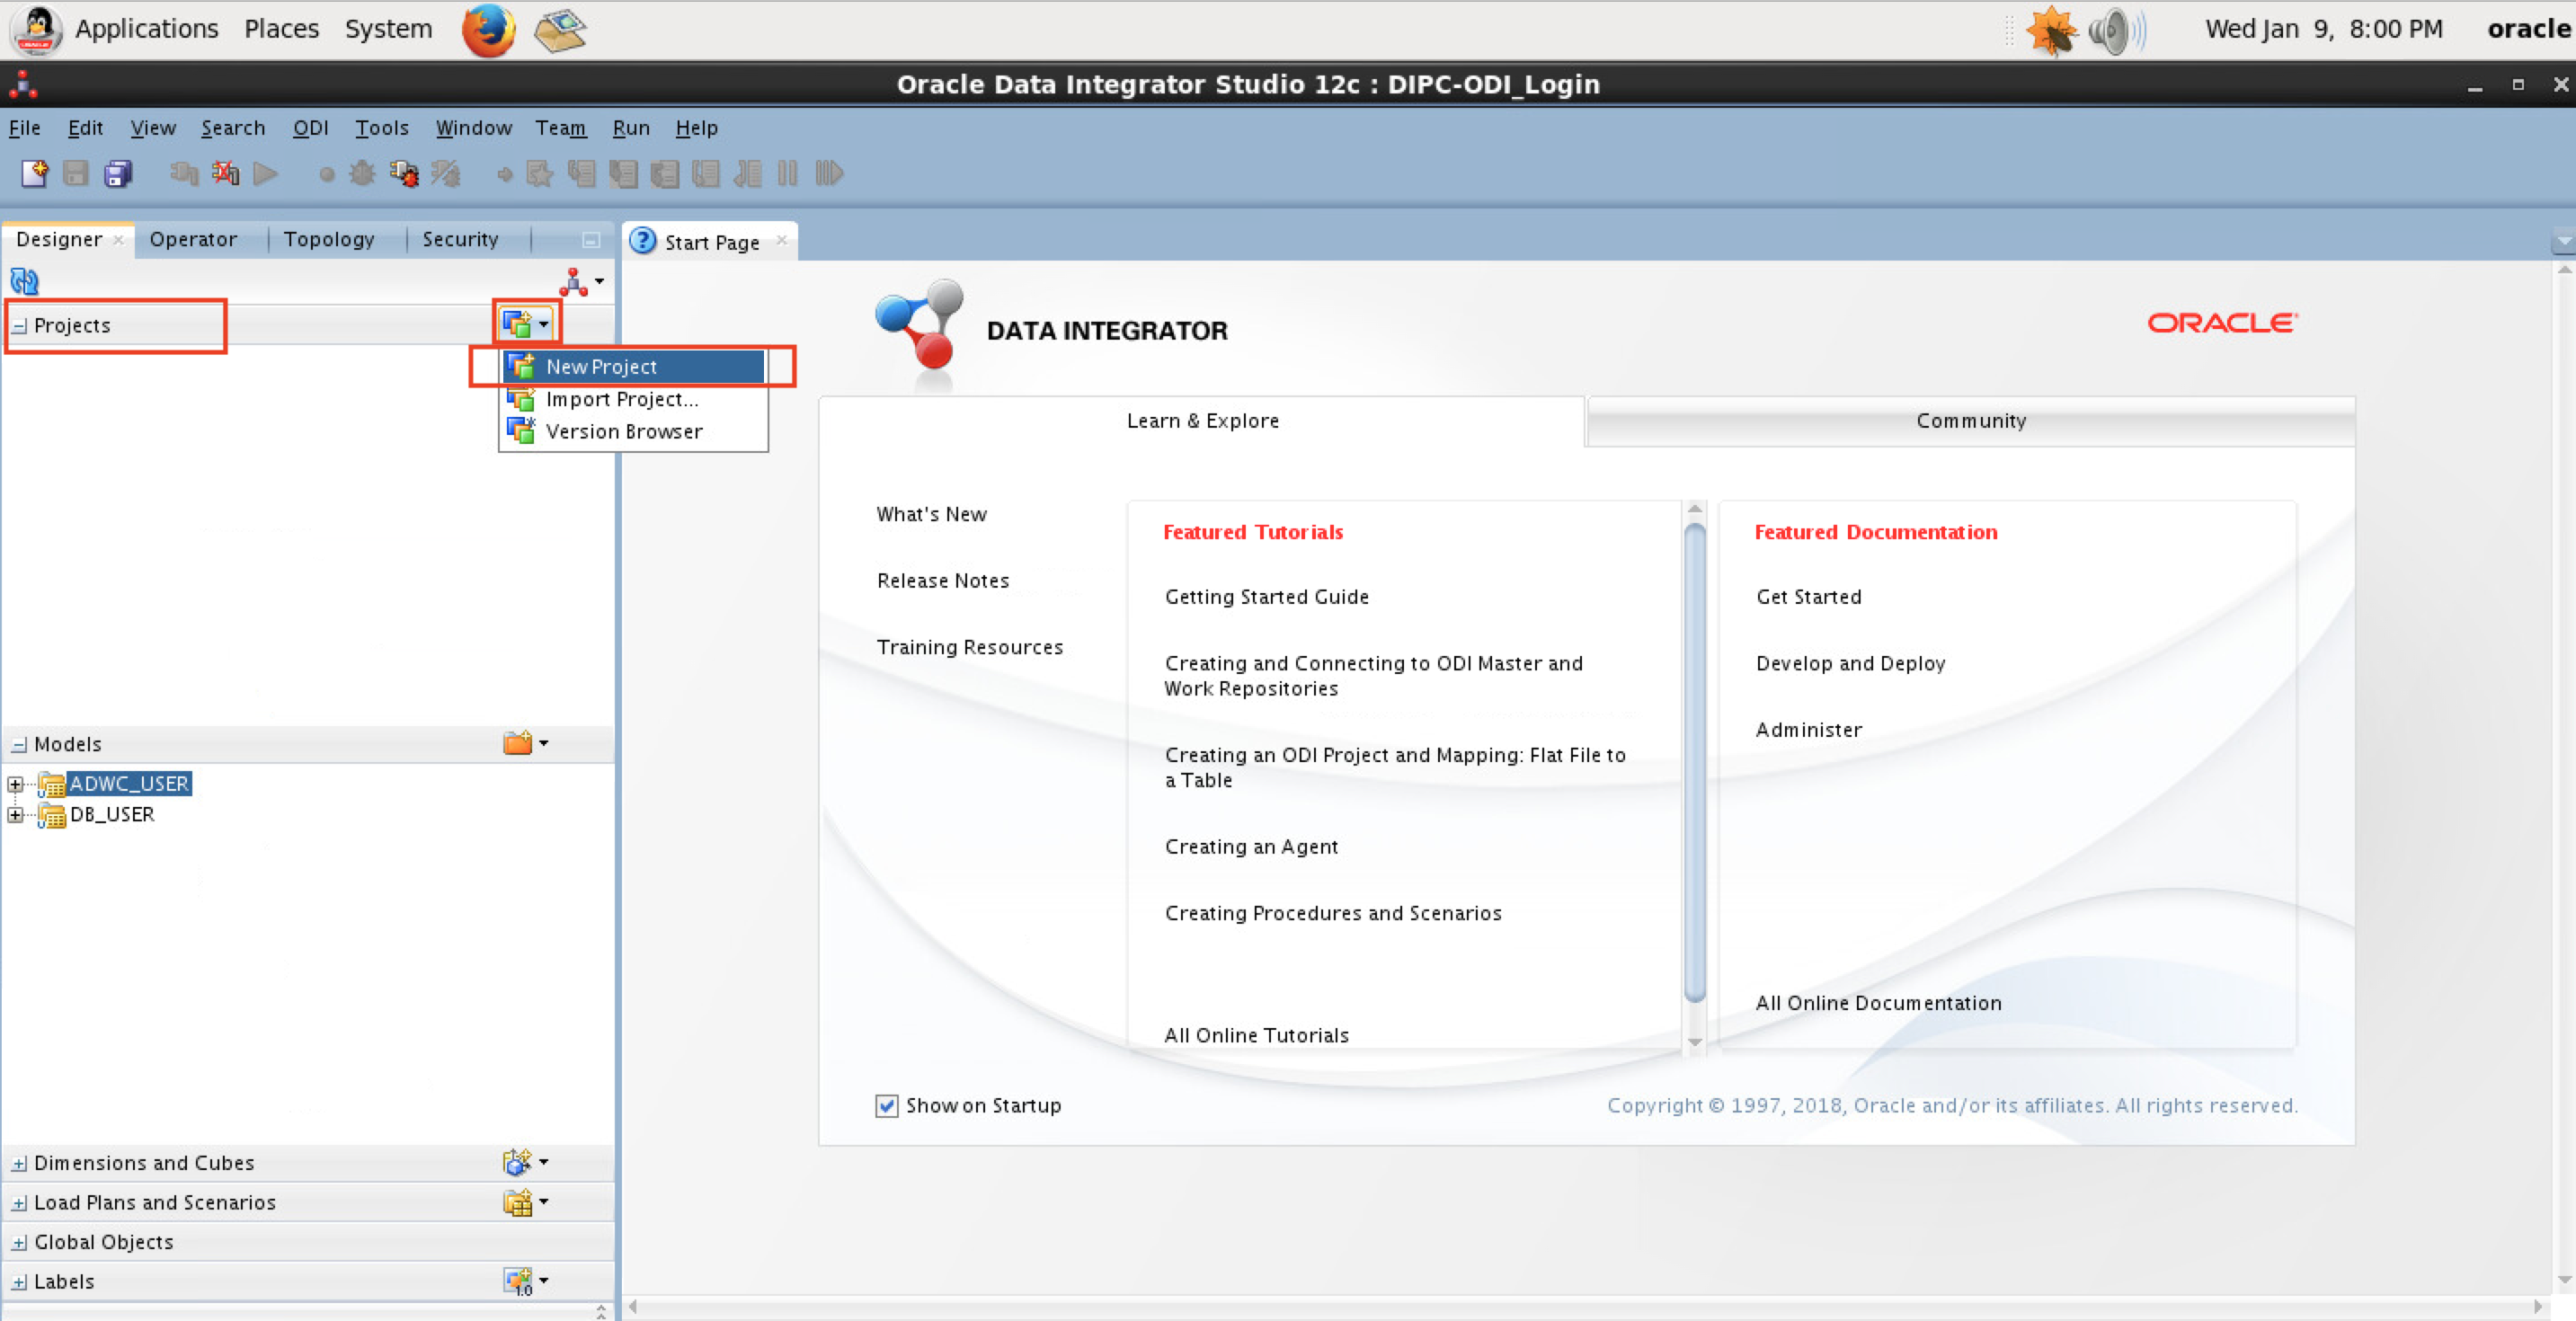 Applications Places System
Wed Jan 9, 8:00 PM oracle
Oracle Data Integrator Studio 12c : DIPC-ODI_Login
File Edit View Search ODI Tools Window Team Run Help
Designer Operator Topology Security
Start Page
Projects
New Project
Import Project...
Version Browser
DATA INTEGRATOR
ORACLE
Learn & Explore
Community
What's New
Release Notes
Training Resources
Featured Tutorials
Getting Started Guide
Creating and Connecting to ODI Master and
Work Repositories
Creating an ODI Project and Mapping: Flat File to
a Table
Creating an Agent
Creating Procedures and Scenarios
All Online Tutorials
Featured Documentation
Get Started
Develop and Deploy
Administer
All Online Documentation
Show on Startup
Copyright © 1997, 2018, Oracle and/or its affiliates. All rights reserved.
Models
ADWC_USER
DB_USER
Dimensions and Cubes
Load Plans and Scenarios
Global Objects
Labels
1.0